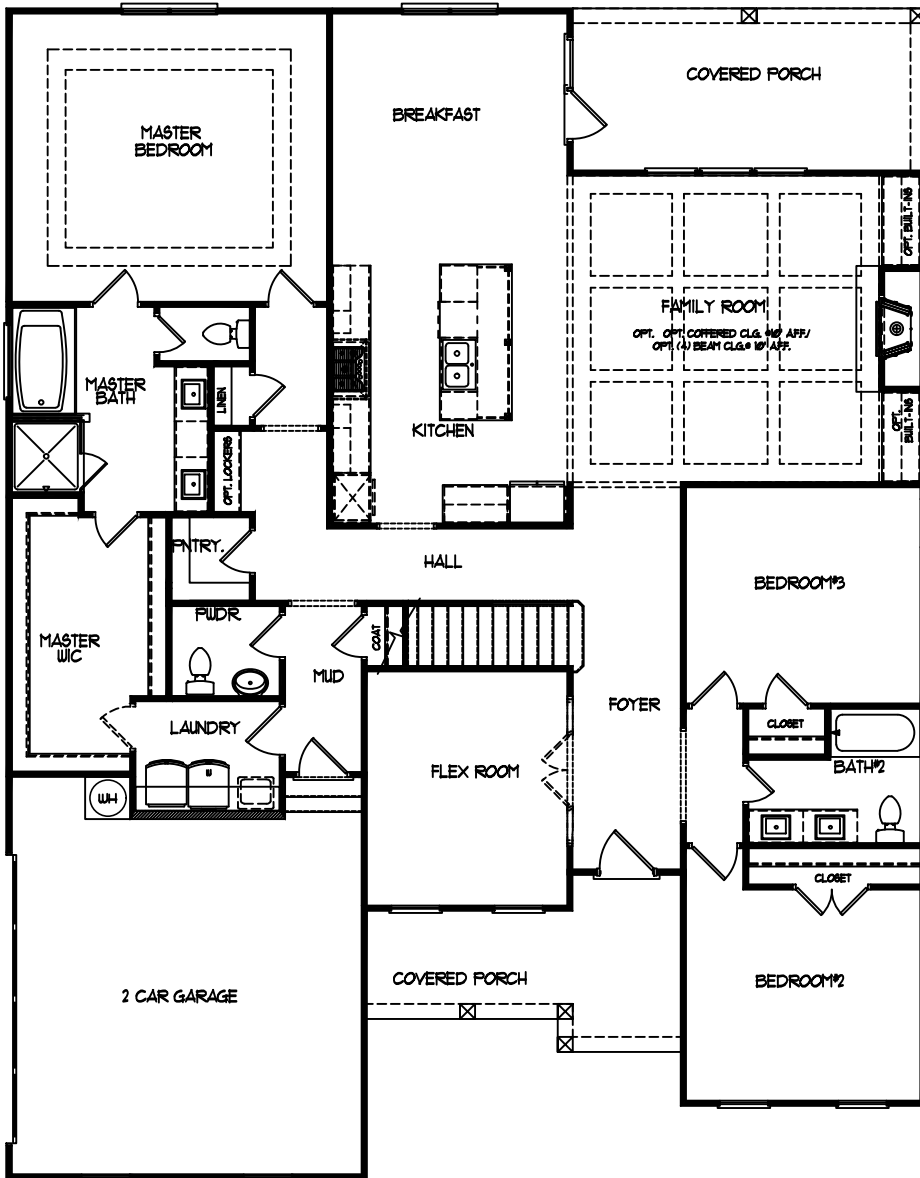 COVERED PORCH
BREAKFAST
MASTER
BEDROOM
OPT. BUILT-INS
FAMILY ROOM
OPT. OPT. COFFERED CLG. @10' AFF./
OPT. (4) BEAM CLG.@ 10' AFF.
MASTER
BATH
LINEN
KITCHEN
OPT.
BUILT-INS
OPT. LOCKERS
PNTRY.
HALL
BEDROOM#3
PWDR
COAT
MASTER
WIC
MUD
FOYER
LAUNDRY
CLOSET
FLEX ROOM
BATH#2
W
WH
CLOSET
COVERED PORCH
BEDROOM#2
2 CAR GARAGE